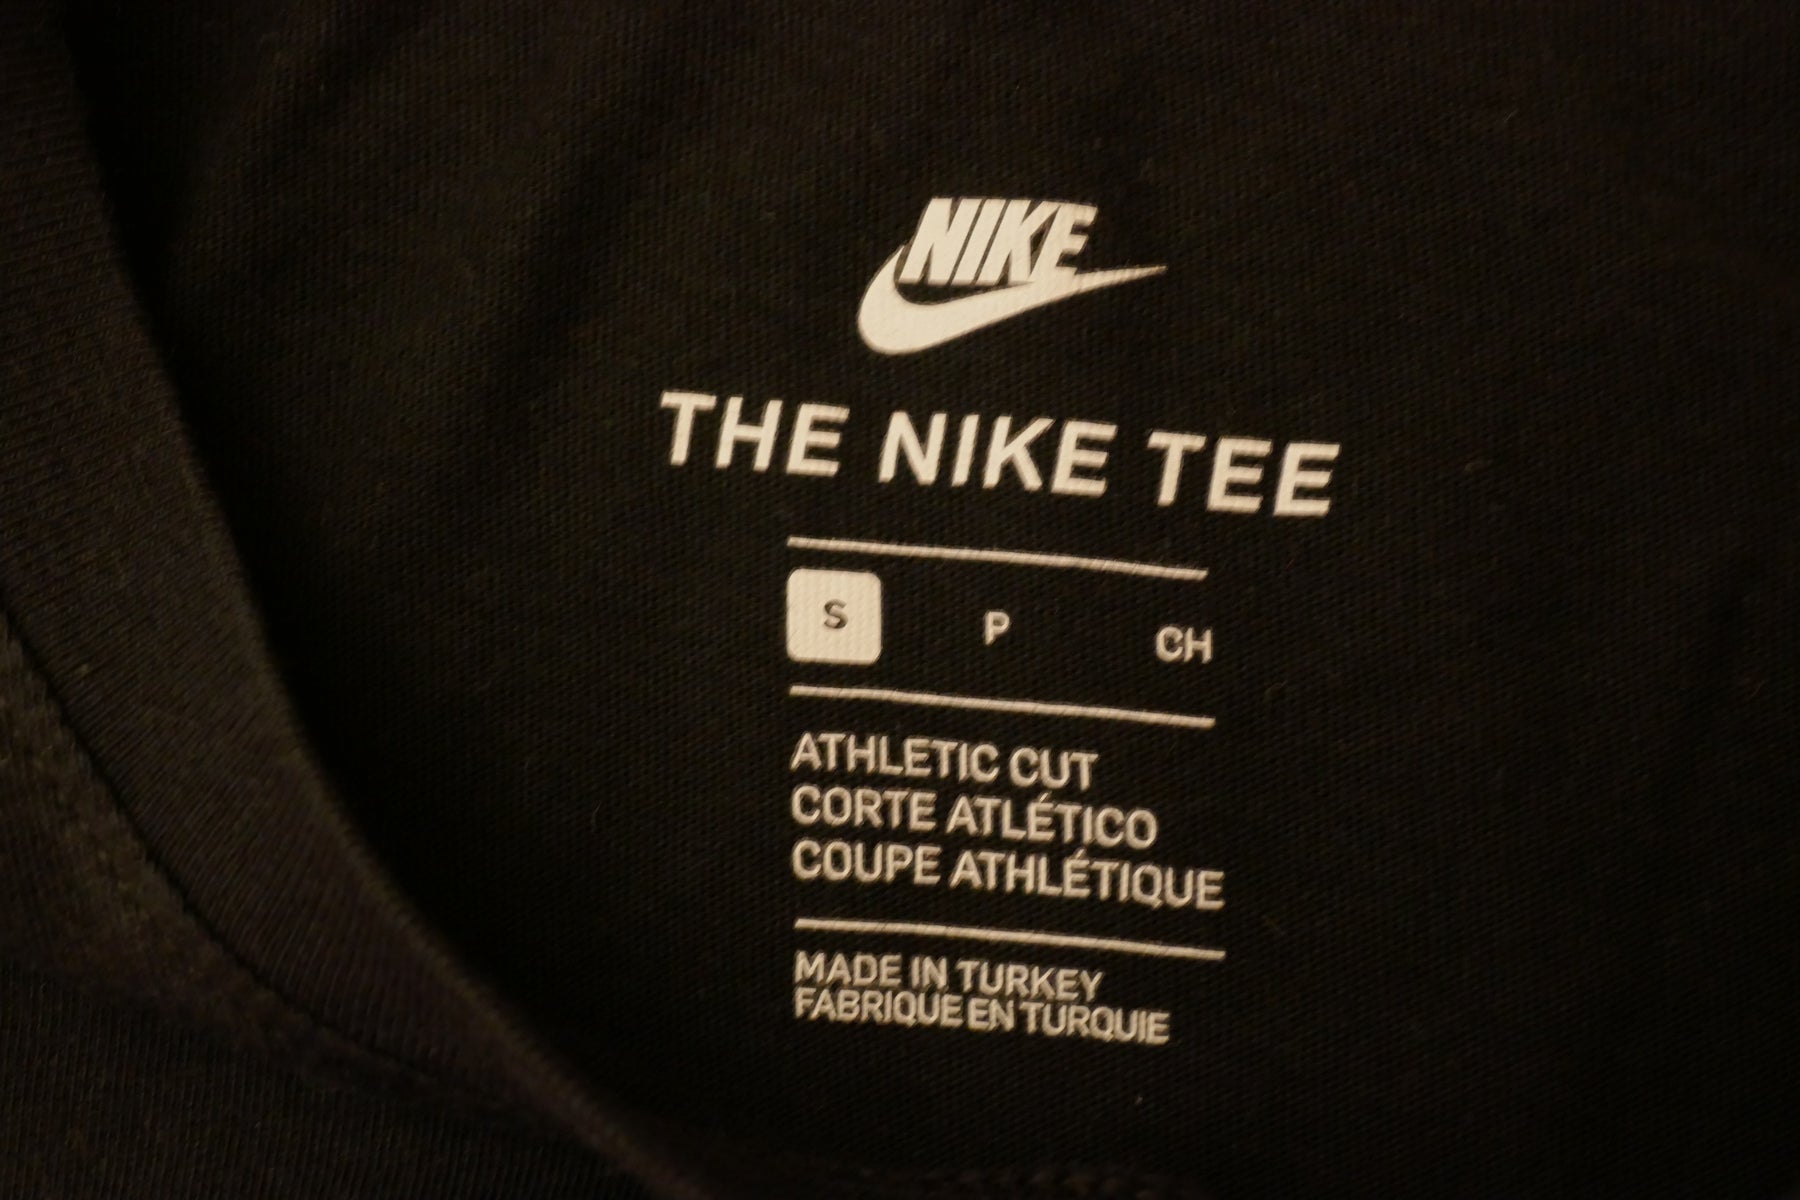 NIKE
THE NIKE TEE
S P CH
ATHLETIC CUT
CORTE ATLÉTICO
COUPE ATHLÉTIQUE
MADE IN TURKEY
FABRIQUE EN TURQUIE